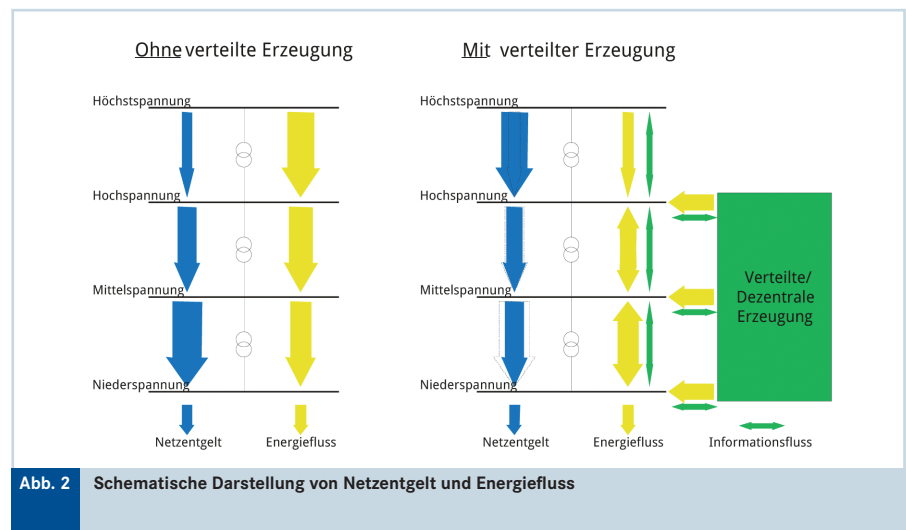 Ohne verteilte Erzeugung
Mit verteilter Erzeugung
Höchstspannung
Hochspannung
Mittelspannung
Niederspannung
Netzentgelt
Energiefluss
Höchstspannung
Hochspannung
Mittelspannung
Niederspannung
Netzentgelt
Energiefluss
Verteilte/
Dezentrale
Erzeugung
Informationsfluss
Abb. 2 Schematische Darstellung von Netzentgelt und Energiefluss